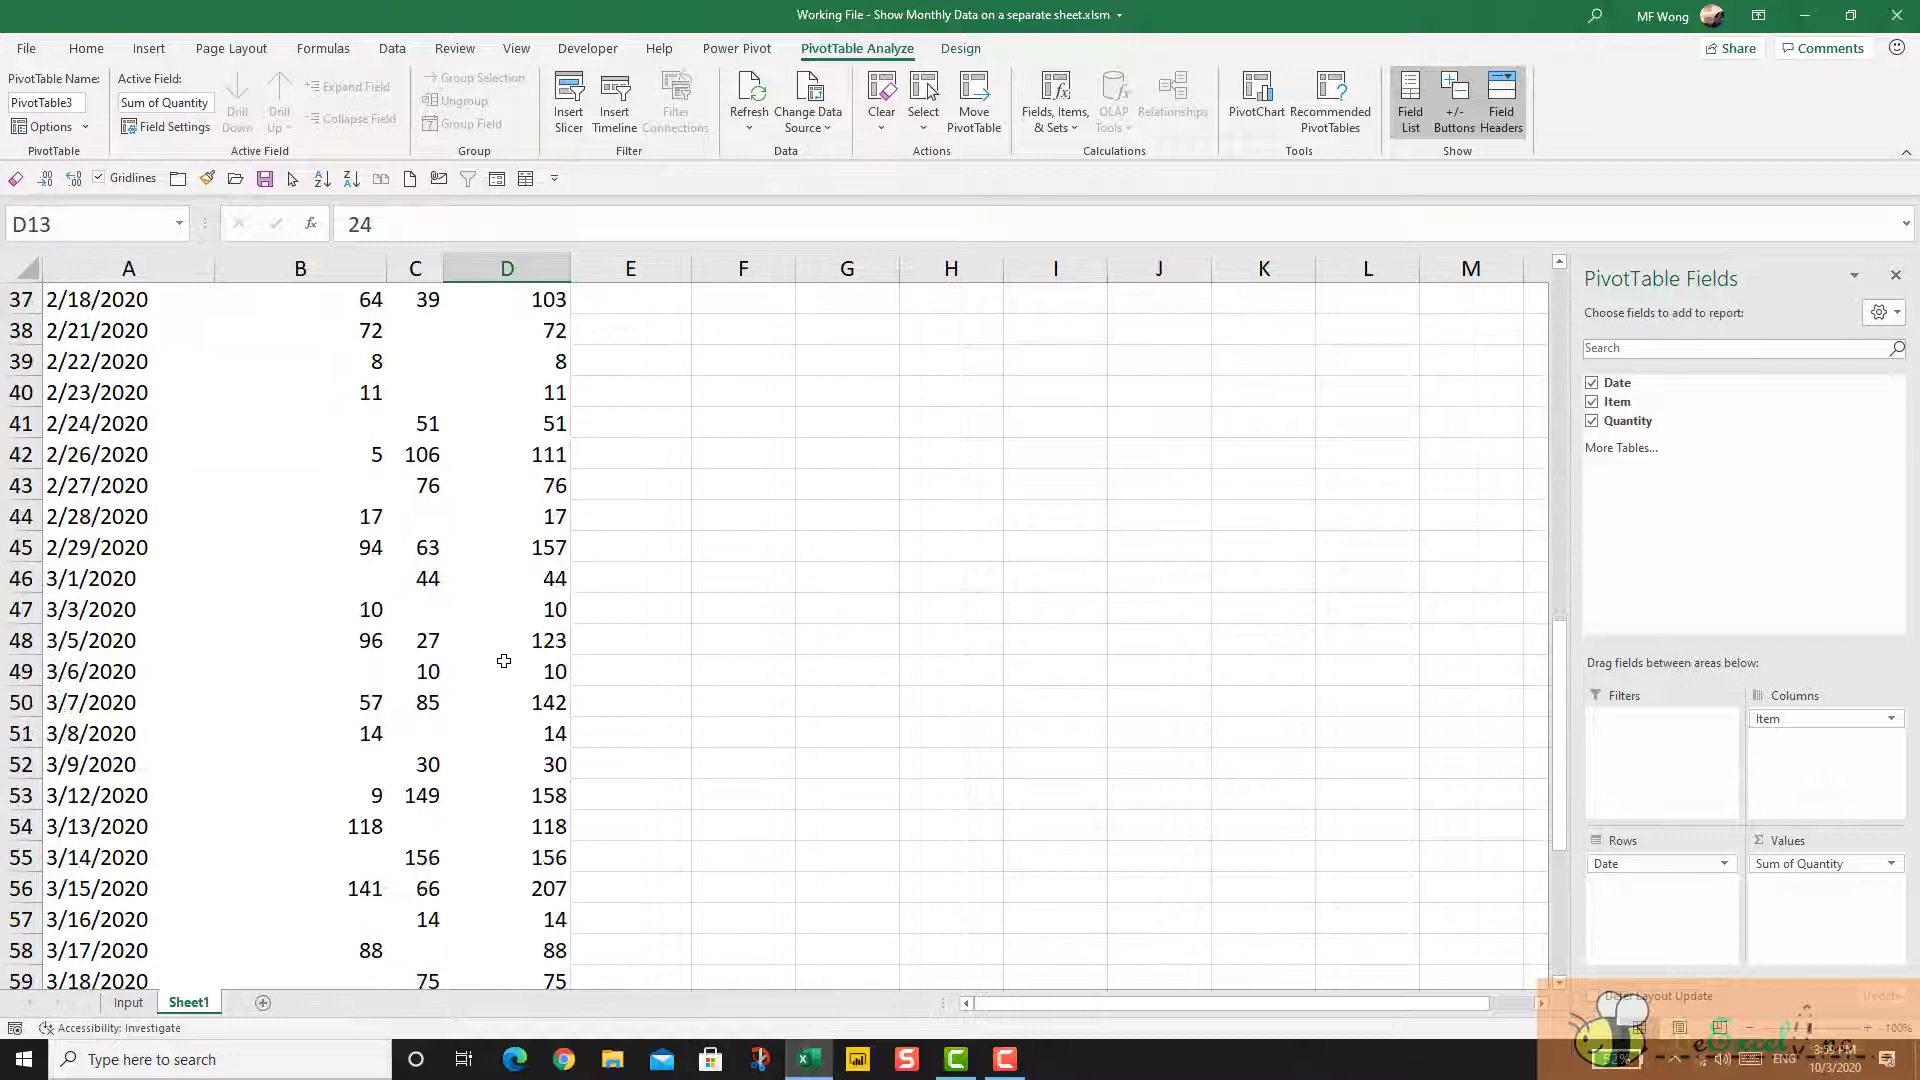 Working File - Show Monthly Data on a separate sheet.xlsm
MF Wong
File Home Insert Page Layout Formulas Data Review View Developer Help Power Pivot PivotTable Analyze Design Share Comments
PivotTable Name:
PivotTable3
Options
PivotTable
Active Field:
Sum of Quantity
Field Settings
Drill Down
Drill Up
Expand Field
Collapse Field
Active Field
Group Selection
Ungroup
Group Field
Group
Insert Slicer
Insert Timeline
Filter Connections
Filter
Refresh
Change Data Source
Data
Clear
Select
Move PivotTable
Actions
Fields, Items, & Sets
OLAP Tools
Relationships
Calculations
PivotChart
Recommended PivotTables
Tools
Field List
+/- Buttons
Field Headers
Show
Gridlines
D13 fx 24
A B C D E F G H I J K L M
37 2/18/2020 64 39 103
38 2/21/2020 72 72
39 2/22/2020 8 8
40 2/23/2020 11 11
41 2/24/2020 51 51
42 2/26/2020 5 106 111
43 2/27/2020 76 76
44 2/28/2020 17 17
45 2/29/2020 94 63 157
46 3/1/2020 44 44
47 3/3/2020 10 10
48 3/5/2020 96 27 123
49 3/6/2020 10 10
50 3/7/2020 57 85 142
51 3/8/2020 14 14
52 3/9/2020 30 30
53 3/12/2020 9 149 158
54 3/13/2020 118 118
55 3/14/2020 156 156
56 3/15/2020 141 66 207
57 3/16/2020 14 14
58 3/17/2020 88 88
59 3/18/2020 75 75
PivotTable Fields
Choose fields to add to report:
Search
Date
Item
Quantity
More Tables...
Drag fields between areas below:
Filters
Columns
Item
Rows
Date
Values
Sum of Quantity
Defer Layout Update Update
Input Sheet1
Accessibility: Investigate
100%
Type here to search
52%
ENG
3:59 PM
10/3/2020